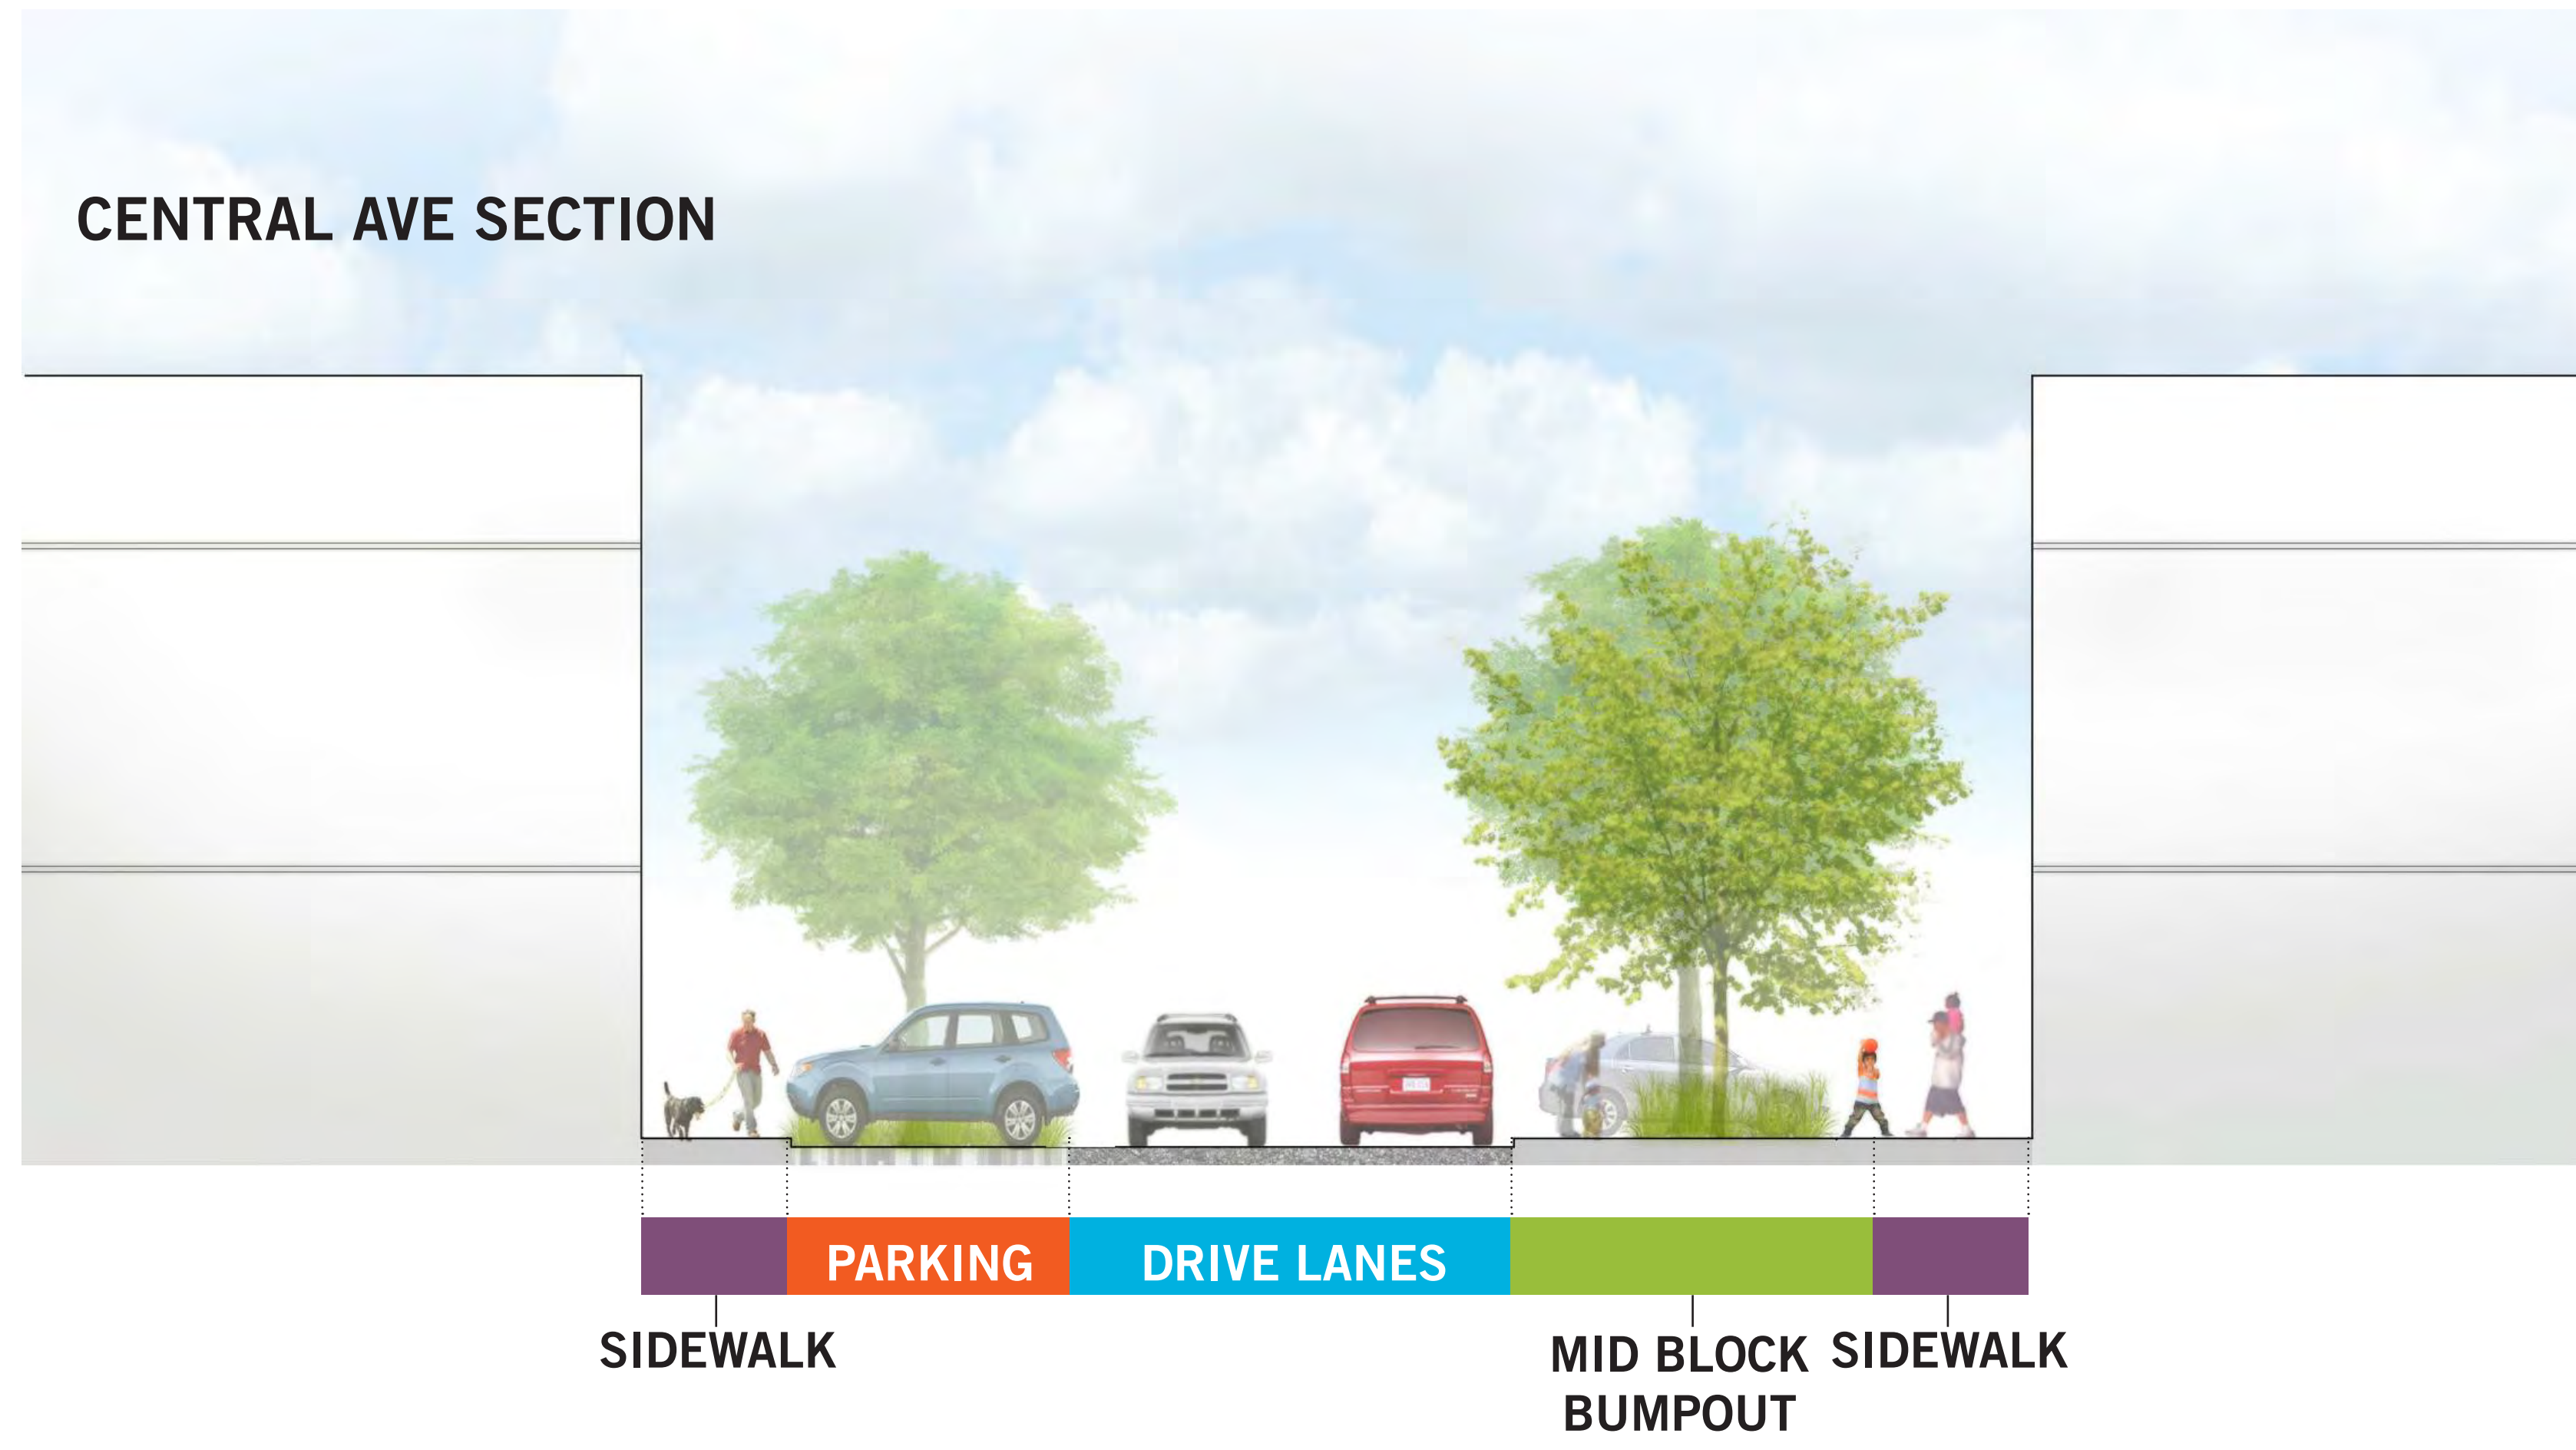 CENTRAL AVE SECTION
PARKING
DRIVE LANES
SIDEWALK
MID BLOCK
BUMPOUT
SIDEWALK